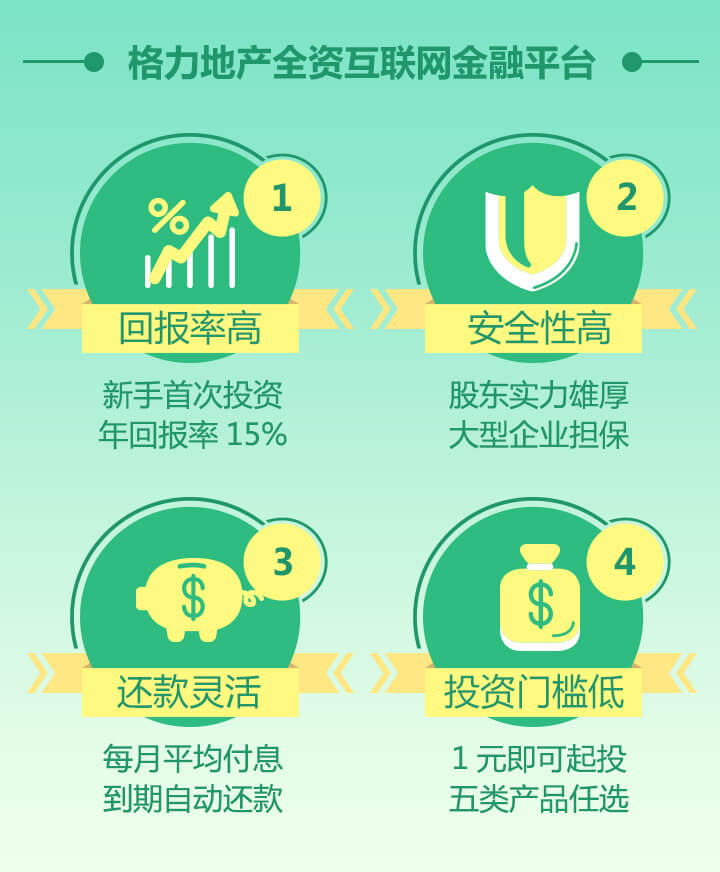 格力地产全资互联网金融平台
%
1
回报率高
新手首次投资
年回报率 15%
2
安全性高
股东实力雄厚
大型企业担保
$
3
还款灵活
每月平均付息
到期自动还款
$
4
投资门槛低
1 元即可起投
五类产品任选